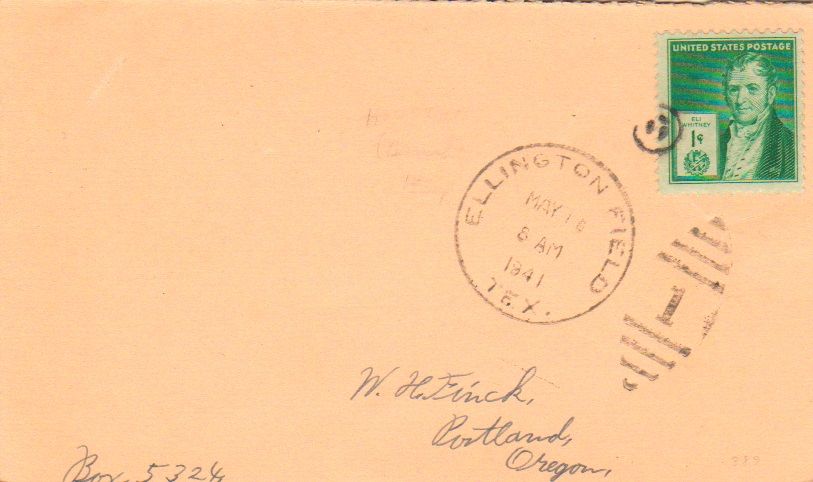 UNITED STATES POSTAGE
ELI
WHITNEY
1¢
ELLINGTON FIELD
MAY 16
8 AM
1941
TEX.
W. H. Finck,
Portland,
Oregon,
Box 5324,
389